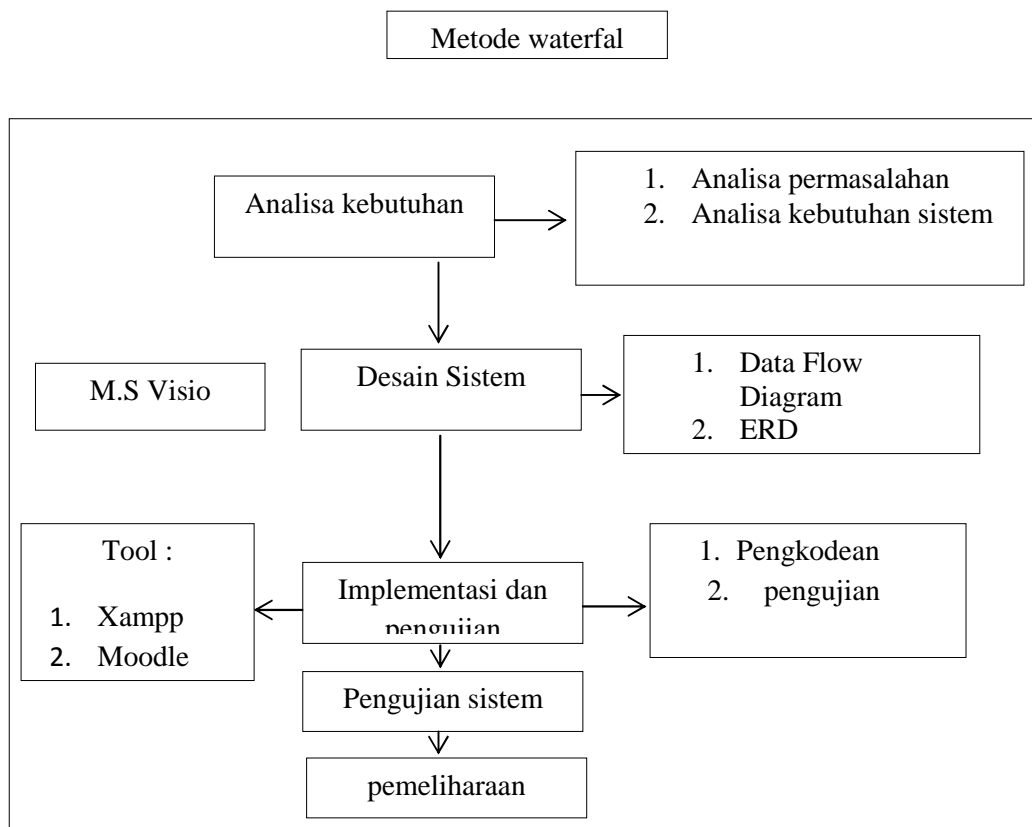 Metode waterfal
Analisa kebutuhan
1. Analisa permasalahan
2. Analisa kebutuhan sistem
M.S Visio
Desain Sistem
1. Data Flow
Diagram
2. ERD
Tool :
1. Xampp
2. Moodle
Implementasi dan
pengujian
1. Pengkodean
2. pengujian
Pengujian sistem
pemeliharaan